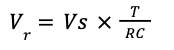 V_r = Vs × T/RC